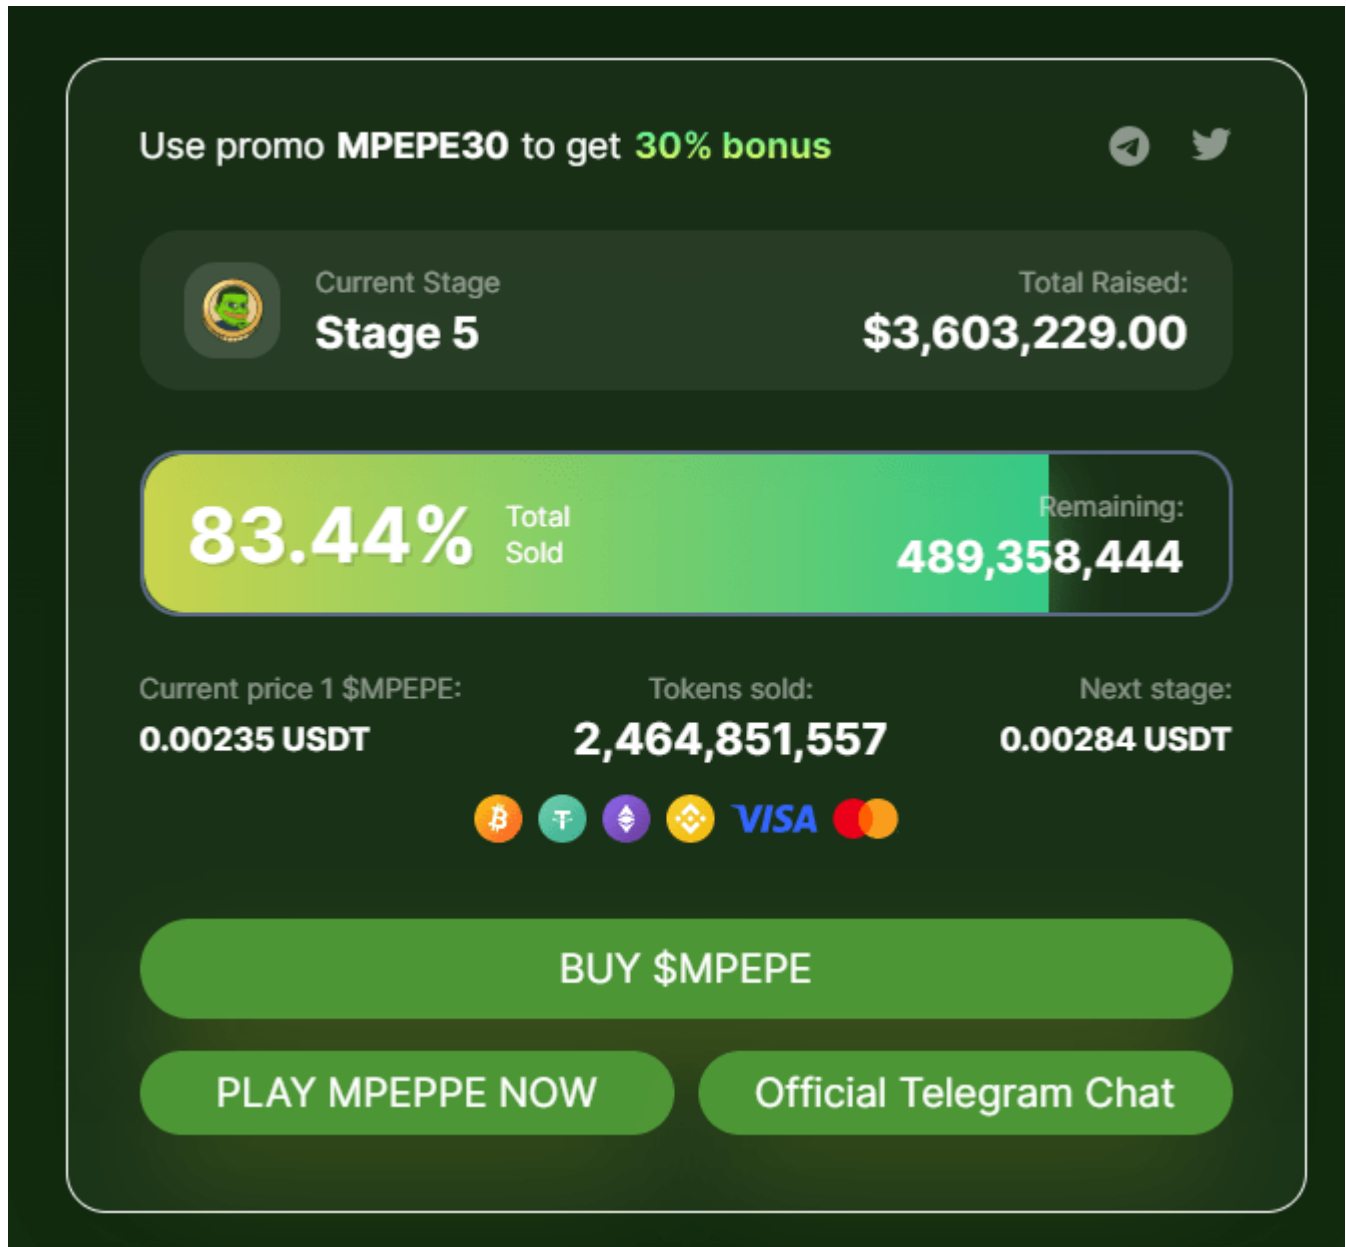 Use promo MPEPE30 to get 30% bonus
Current Stage
Stage 5
Total Raised:
$3,603,229.00
83.44%
Total
Sold
Remaining:
489,358,444
Current price 1 $MPEPE:
0.00235 USDT
Tokens sold:
2,464,851,557
Next stage:
0.00284 USDT
VISA
BUY $MPEPE
PLAY MPEPPE NOW
Official Telegram Chat